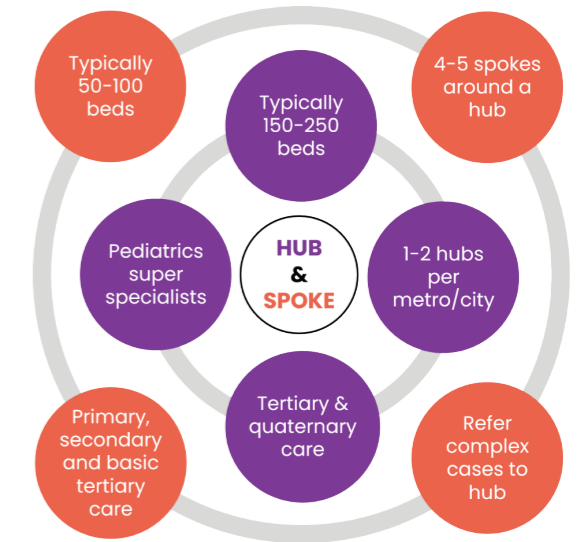 Typically
50-100
beds
4-5 spokes
around a
hub
Typically
150-250
beds
Pediatrics
super
specialists
HUB
&
SPOKE
1-2 hubs
per
metro/city
Tertiary &
quaternary
care
Primary,
secondary
and basic
tertiary
care
Refer
complex
cases to
hub